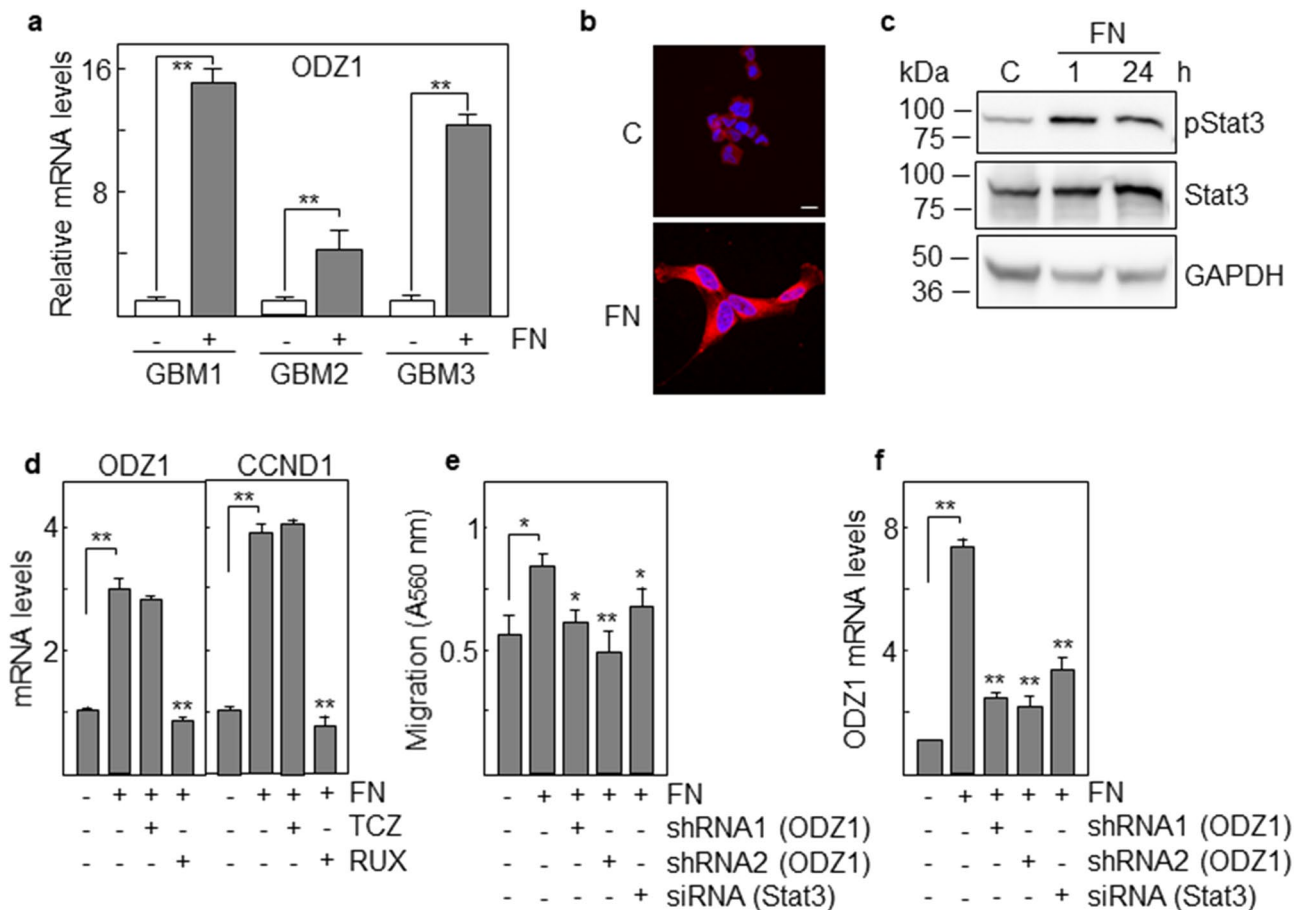 a
ODZ1
Relative mRNA levels
16
8
** ** **
- + - + - + FN
GBM1 GBM2 GBM3
b
C
FN
c
FN
kDa C 1 24 h
100
75
pStat3
100
75
Stat3
50
36
GAPDH
d
ODZ1 CCND1
mRNA levels
4
2
** ** ** **
- + + + - + + + FN
- - + - - - + - TCZ
- - - + - - - + RUX
e
Migration (A560 nm)
1
0.5
* * ** *
- + + + + FN
- - + - - shRNA1 (ODZ1)
- - - + - shRNA2 (ODZ1)
- - - - + siRNA (Stat3)
f
ODZ1 mRNA levels
8
4
** ** ** **
- + + + + FN
- - + - - shRNA1 (ODZ1)
- - - + - shRNA2 (ODZ1)
- - - - + siRNA (Stat3)